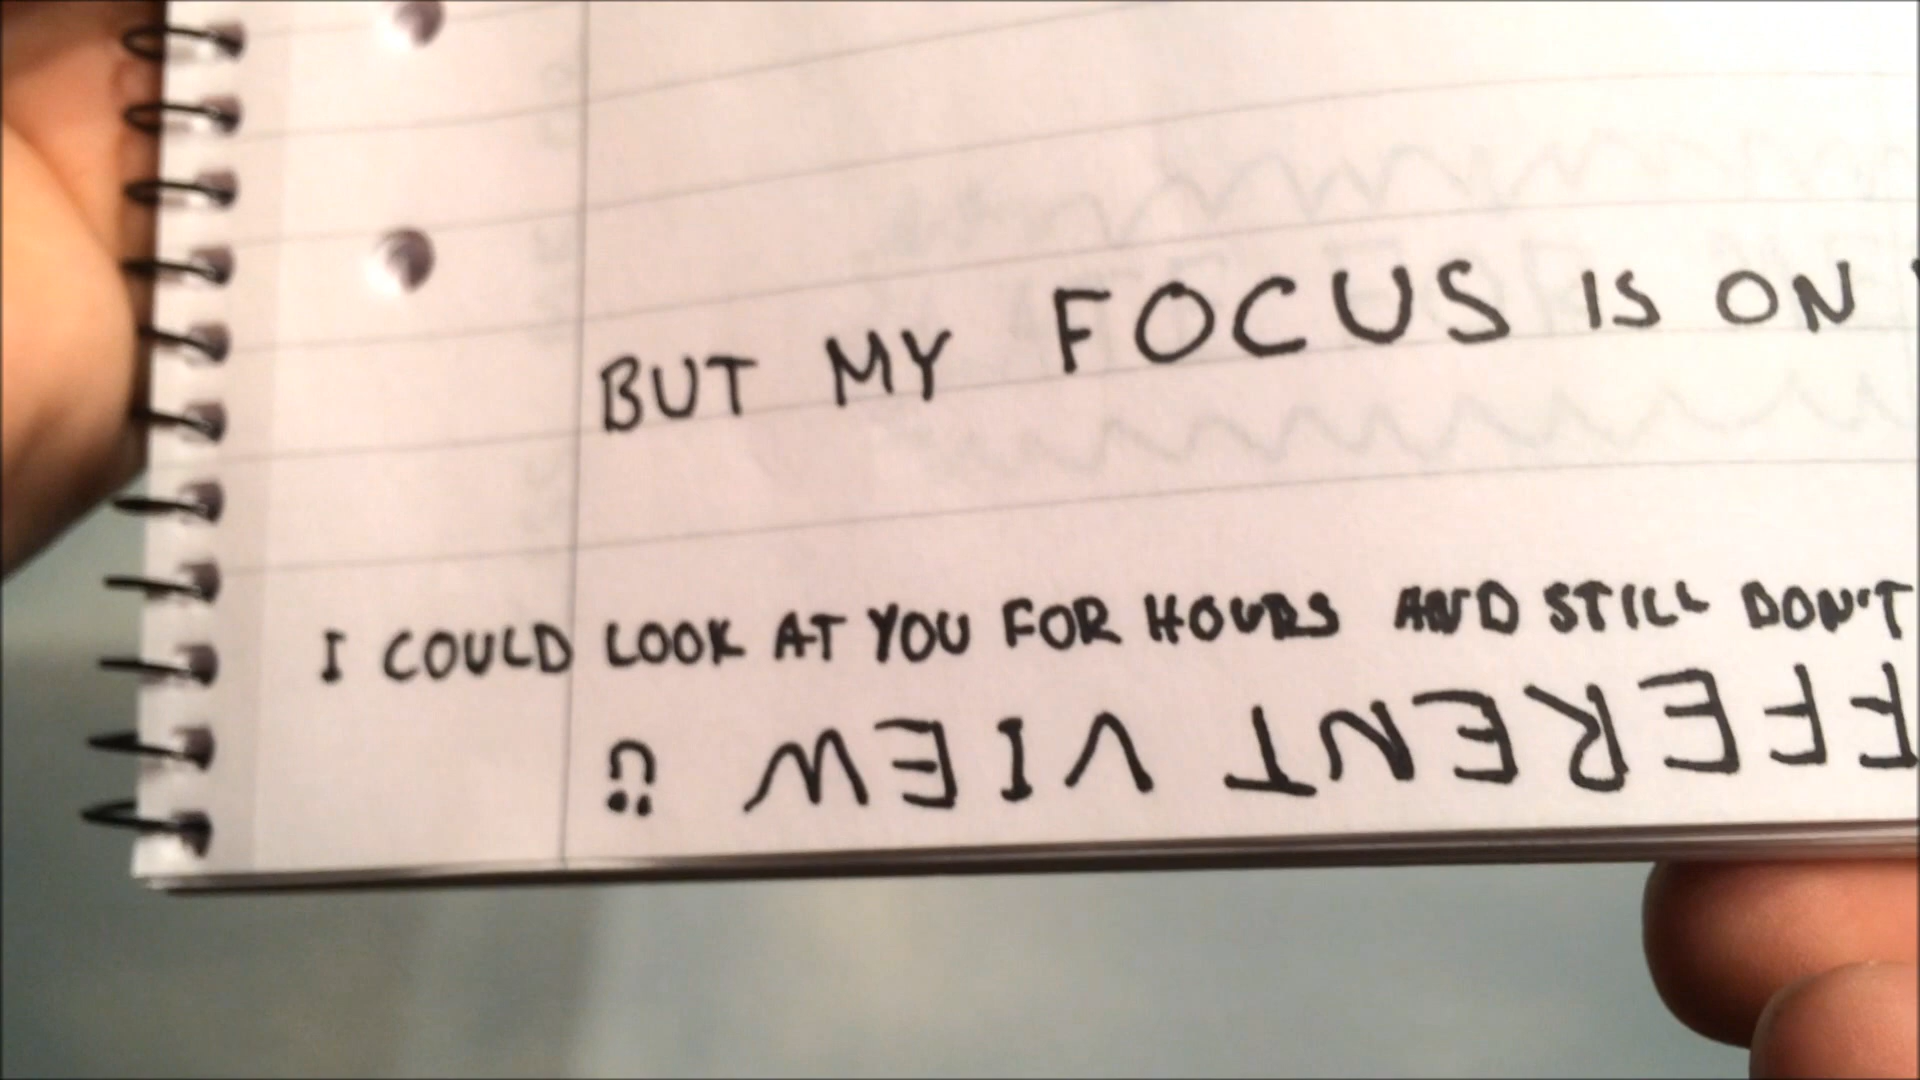 BUT MY FOCUS IS ON
I COULD LOOK AT YOU FOR HOURS AND STILL DON'T
FFERENT VIEW